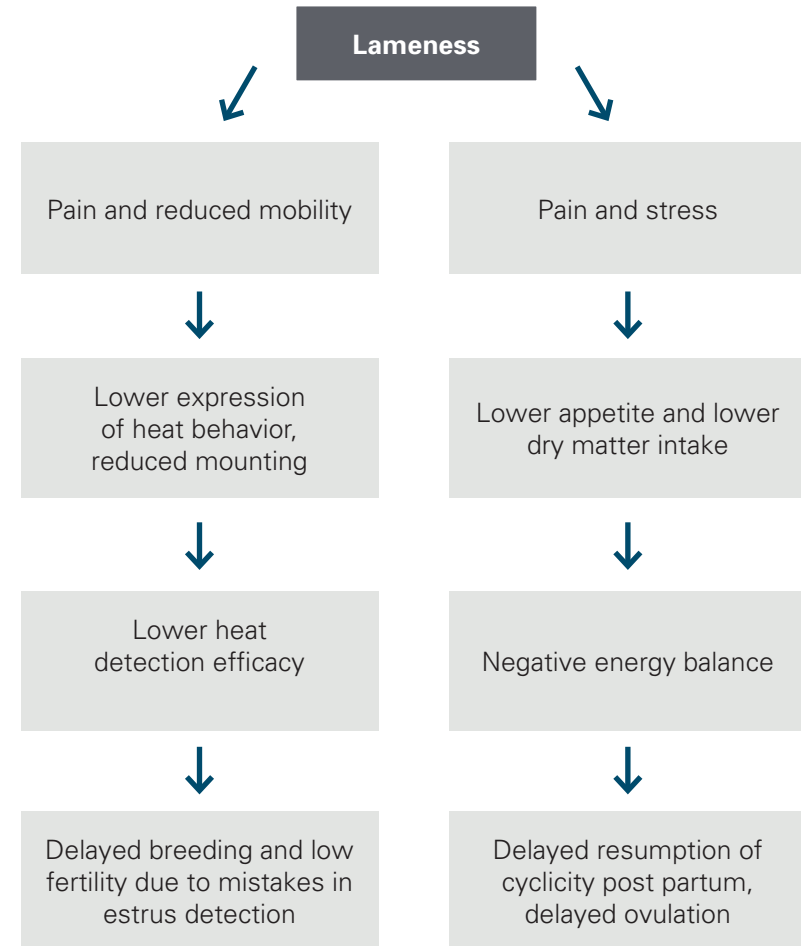 Lameness
Pain and reduced mobility
Pain and stress
Lower expression
of heat behavior,
reduced mounting
Lower appetite and lower
dry matter intake
Lower heat
detection efficacy
Negative energy balance
Delayed breeding and low
fertility due to mistakes in
estrus detection
Delayed resumption of
cyclicity post partum,
delayed ovulation